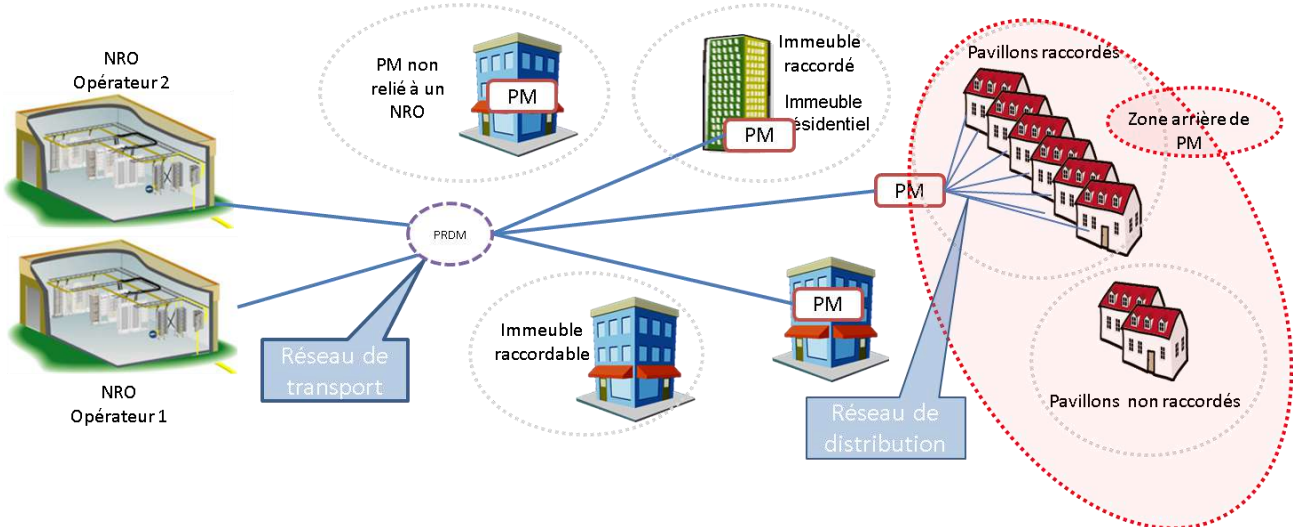 NRO
Opérateur 2
PM non
relié à un
NRO
PM
Immeuble
raccordé
Immeuble
résidentiel
PM
Pavillons raccordés
Zone arrière de
PM
PM
PRDM
PM
Immeuble
raccordable
Réseau de
transport
NRO
Opérateur 1
Réseau de
distribution
Pavillons non raccordés